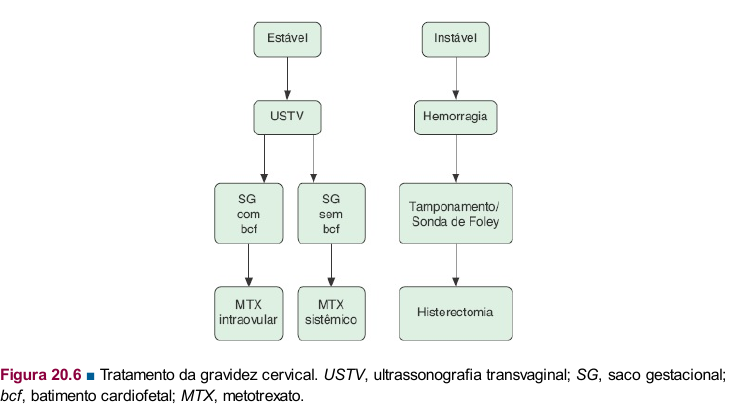 Estável
Instável
USTV
Hemorragia
SG
com
bcf
SG
sem
bcf
Tamponamento/
Sonda de Foley
MTX
intraovular
MTX
sistêmico
Histerectomia
Figura 20.6 ■ Tratamento da gravidez cervical. USTV, ultrassonografia transvaginal; SG, saco gestacional;
bcf, batimento cardiofetal; MTX, metotrexato.